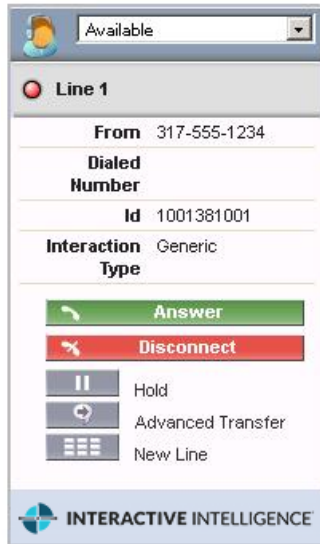 Available
Line 1
From 317-555-1234
Dialed
Number
Id 1001381001
Interaction Generic
Type
Answer
Disconnect
Hold
Advanced Transfer
New Line
INTERACTIVE INTELLIGENCE